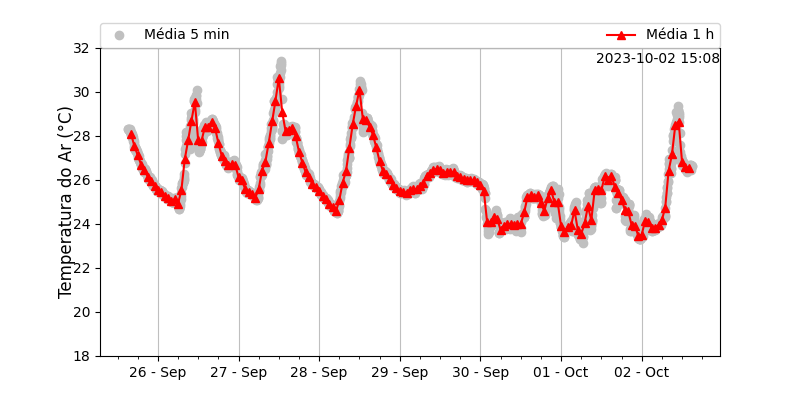 Média 5 min
Média 1 h
2023-10-02 15:08
Temperatura do Ar (°C)
32
30
28
26
24
22
20
18
26 - Sep
27 - Sep
28 - Sep
29 - Sep
30 - Sep
01 - Oct
02 - Oct